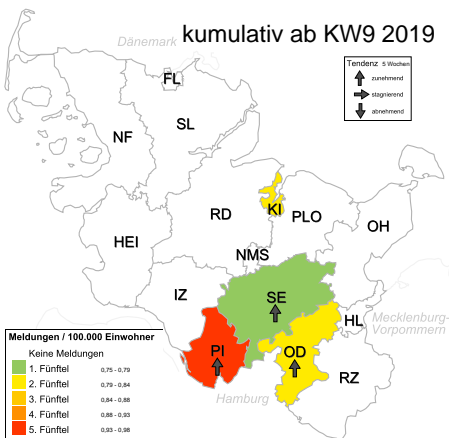 kumulativ ab KW9 2019
Dänemark
Tendenz 5 Wochen
zunehmend
stagnierend
abnehmend
FL
SL
NF
RD
KI
PLO
OH
HEI
NMS
IZ
SE
HL
Mecklenburg-
Vorpommern
PI
OD
RZ
Hamburg
Meldungen / 100.000 Einwohner
Keine Meldungen
1. Fünftel 0,75 - 0,79
2. Fünftel 0,79 - 0,84
3. Fünftel 0,84 - 0,88
4. Fünftel 0,88 - 0,93
5. Fünftel 0,93 - 0,98